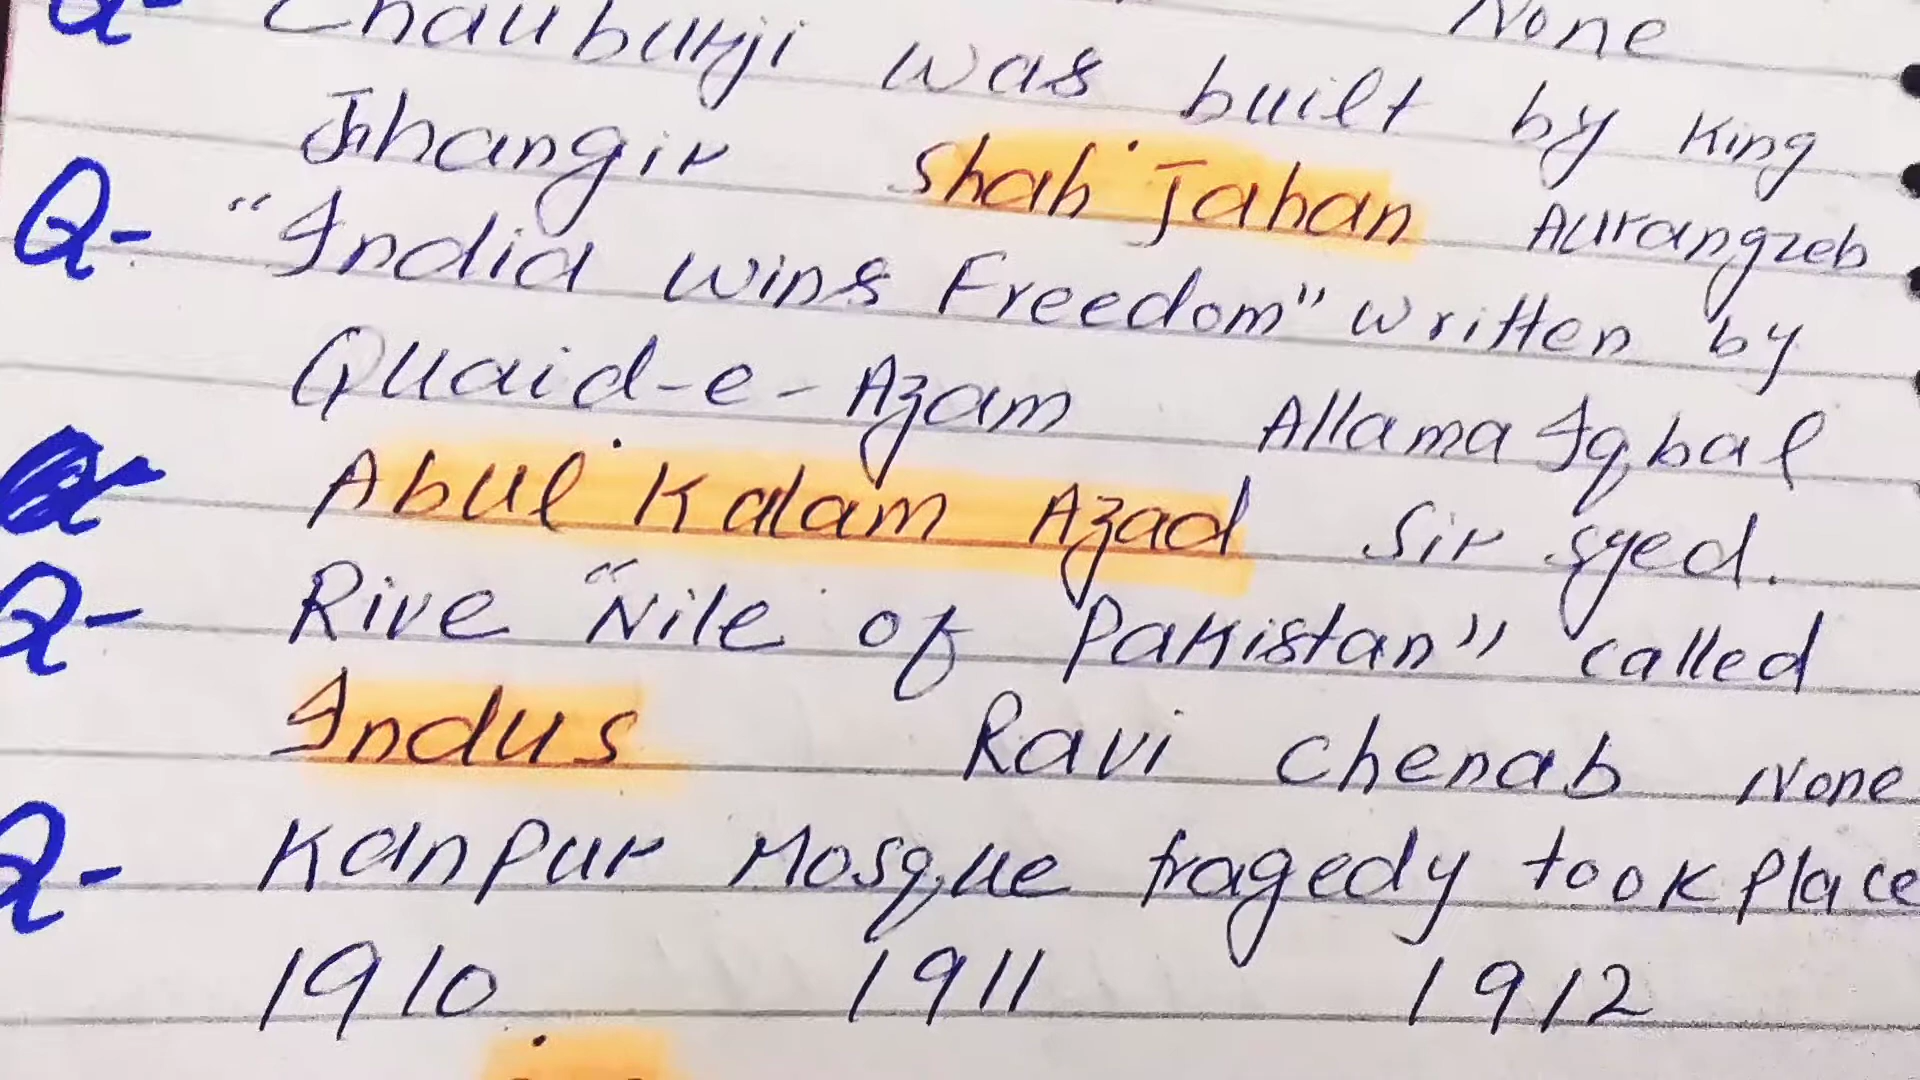 None
Q- Chauburji was built by King
Jhangir Shah Jahan Aurangzeb
Q- "India wins Freedom" written by
Quaid-e-Azam Allama Iqbal
Abul Kalam Azad Sir syed.
Q- Rive "Nile of Pakistan" called
Indus Ravi Chenab None
Q- Kanpur Mosque tragedy took place
1910 1911 1912